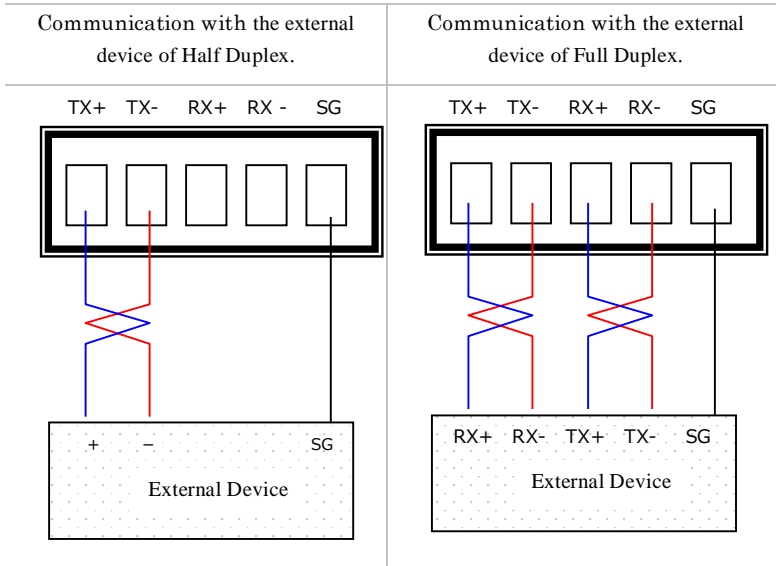 Communication with the external
device of Half Duplex.
Communication with the external
device of Full Duplex.
TX+ TX- RX+ RX - SG
+ − SG
External Device
TX+ TX- RX+ RX- SG
RX+ RX- TX+ TX- SG
External Device